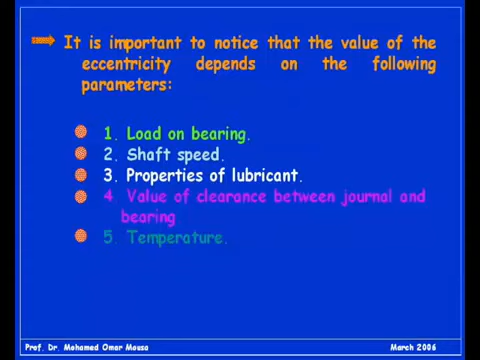 It is important to notice that the value of the
eccentricity depends on the following
parameters:
1. Load on bearing.
2. Shaft speed.
3. Properties of lubricant.
4. Value of clearance between journal and
bearing
5. Temperature.
Prof. Dr. Mohamed Omar Mousa
March 2006